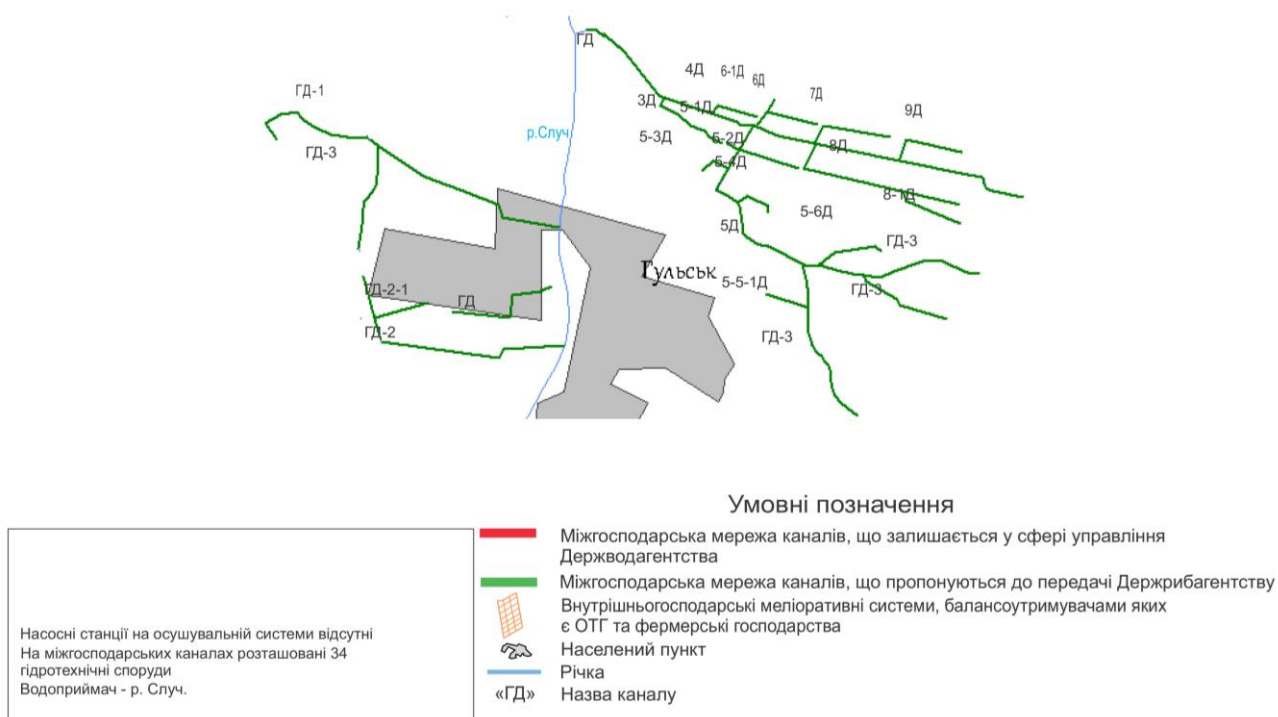 ГД
4Д
6-1Д
6Д
7Д
9Д
ГД-1
3Д
5-1Д
р.Случ
5-3Д
5-2Д
8Д
ГД-3
5-4Д
8-1Д
5-6Д
5Д
ГД-3
Гульськ
5-5-1Д
ГД-3
ГД-2-1
ГД
ГД-2
ГД-3
Умовні позначення
Міжгосподарська мережа каналів, що залишається у сфері управління
Держводагентства
Міжгосподарська мережа каналів, що пропонуються до передачі Держрибагентству
Внутрішньогосподарські меліоративні системи, балансоутримувачами яких
є ОТГ та фермерські господарства
Населений пункт
Річка
«ГД» Назва каналу
Насосні станції на осушувальній системи відсутні
На міжгосподарських каналах розташовані 34
гідротехнічні споруди
Водоприймач - р. Случ.